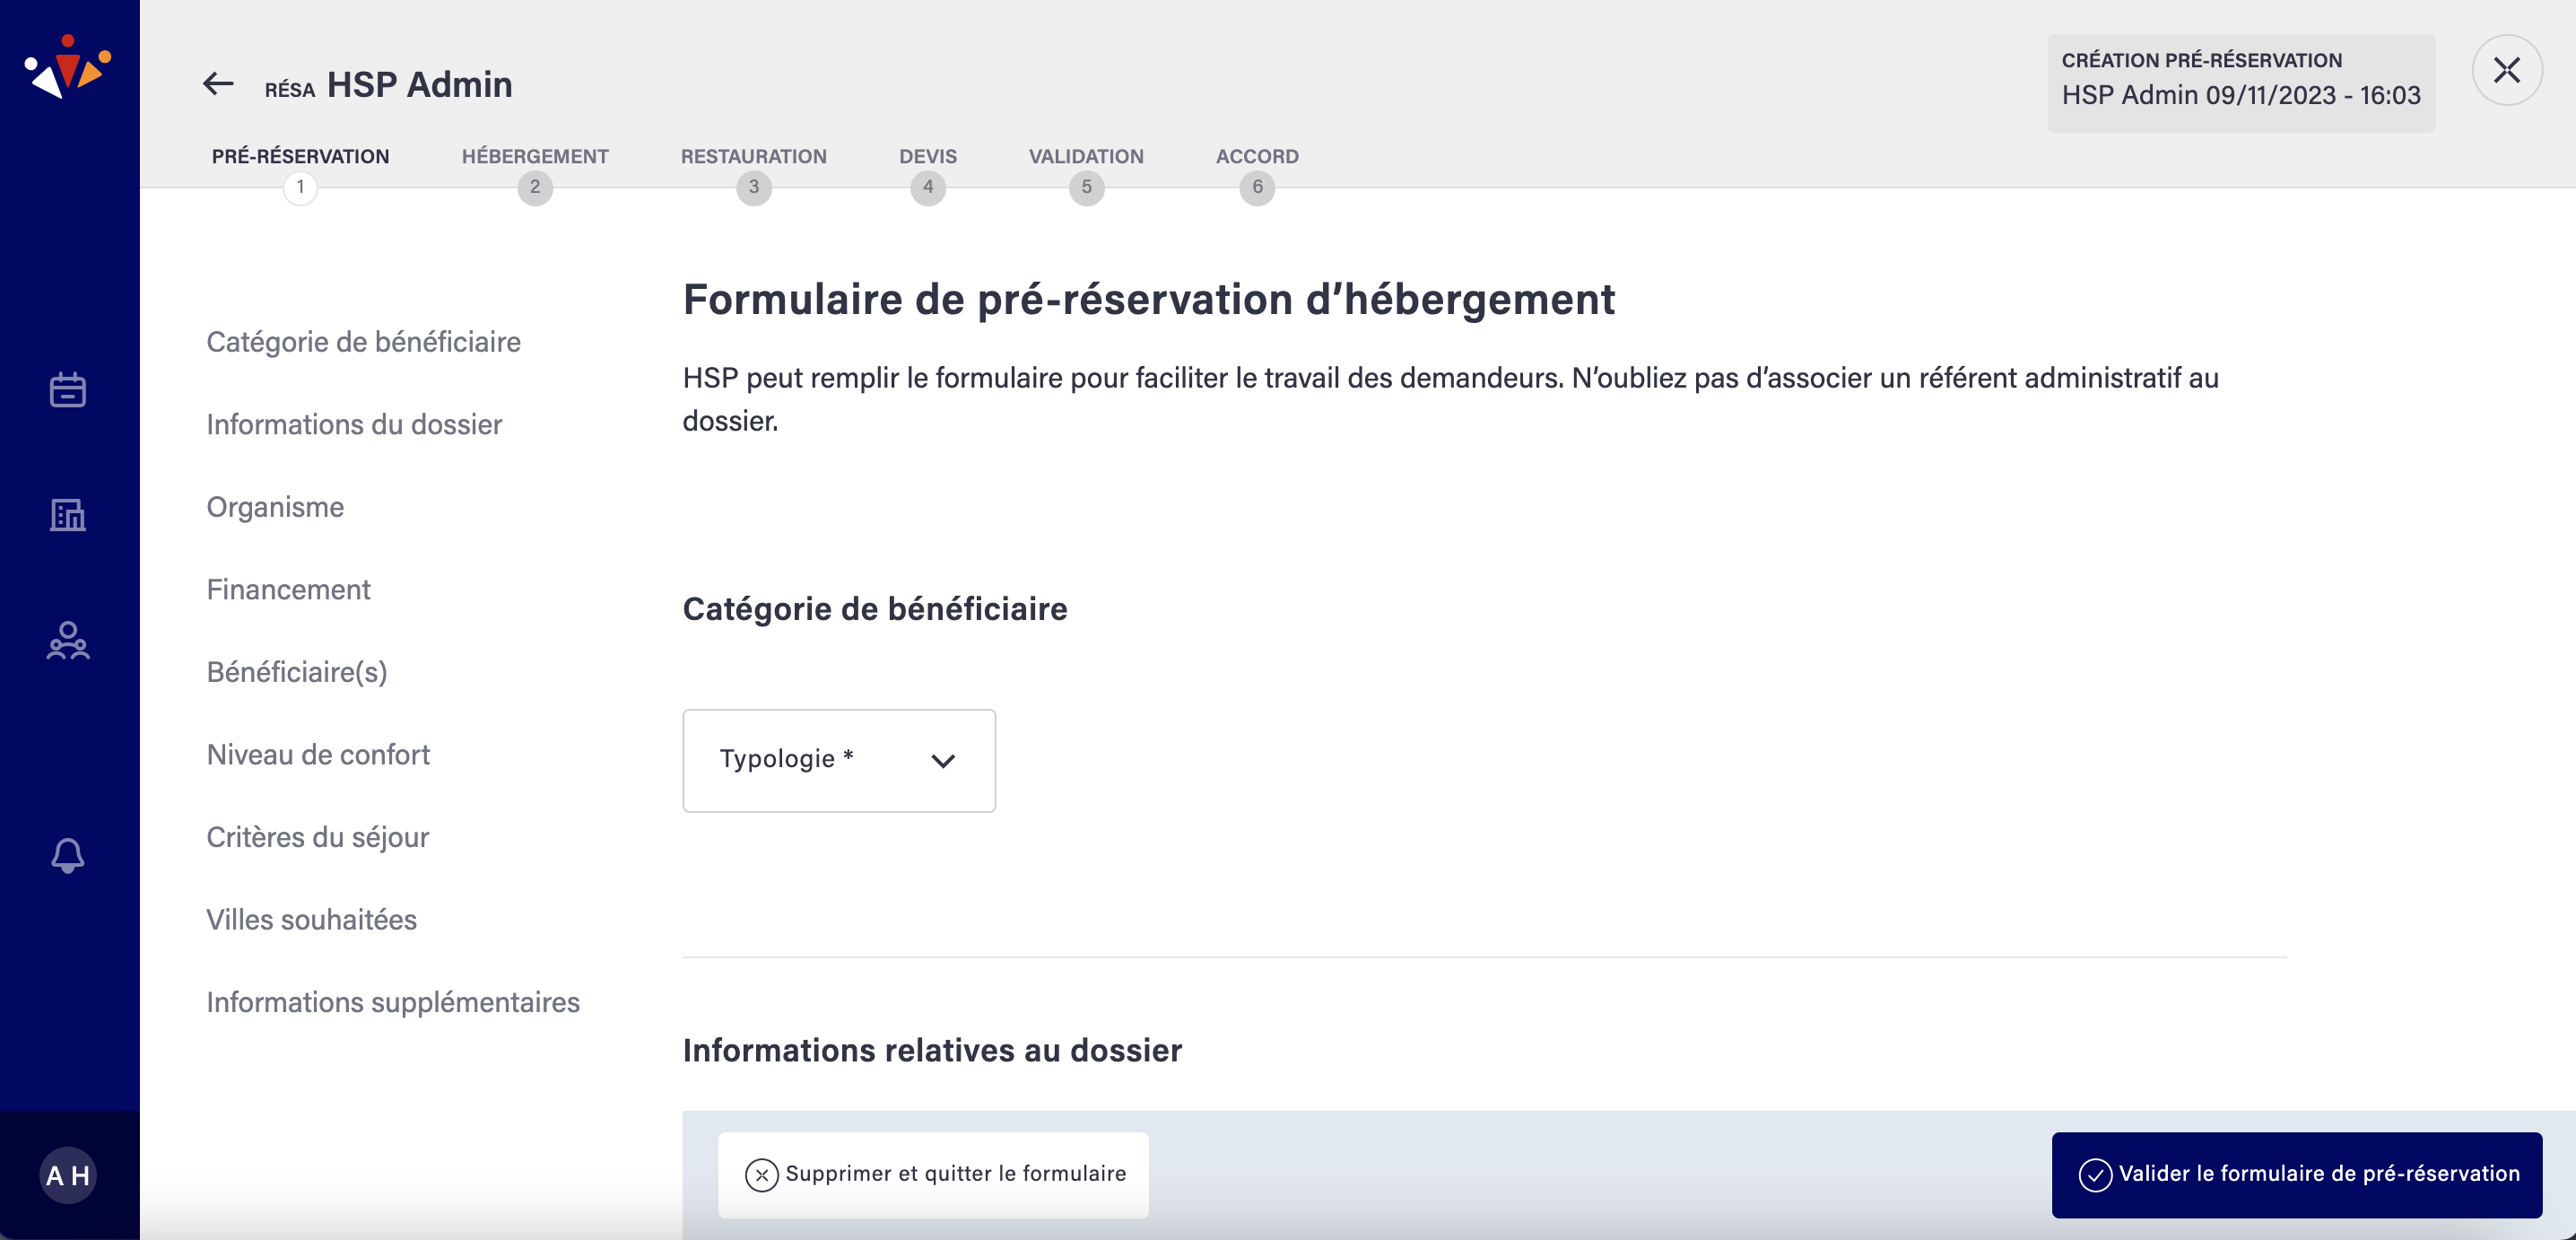 RÉSA HSP Admin
CRÉATION PRÉ-RÉSERVATION
HSP Admin 09/11/2023 - 16:03
PRÉ-RÉSERVATION
1
HÉBERGEMENT
2
RESTAURATION
3
DEVIS
4
VALIDATION
5
ACCORD
6
Catégorie de bénéficiaire
Informations du dossier
Organisme
Financement
Bénéficiaire(s)
Niveau de confort
Critères du séjour
Villes souhaitées
Informations supplémentaires
Formulaire de pré-réservation d’hébergement
HSP peut remplir le formulaire pour faciliter le travail des demandeurs. N’oubliez pas d’associer un référent administratif au
dossier.
Catégorie de bénéficiaire
Typologie *
Informations relatives au dossier
Supprimer et quitter le formulaire
Valider le formulaire de pré-réservation
A H